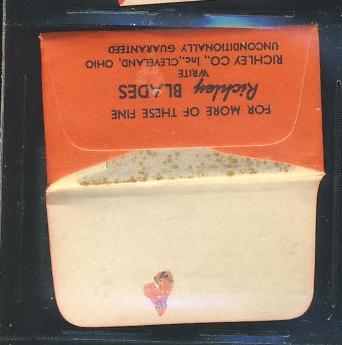 FOR MORE OF THESE FINE
Richley BLADES
WRITE
RICHLEY CO., Inc., CLEVELAND, OHIO
UNCONDITIONALLY GUARANTEED